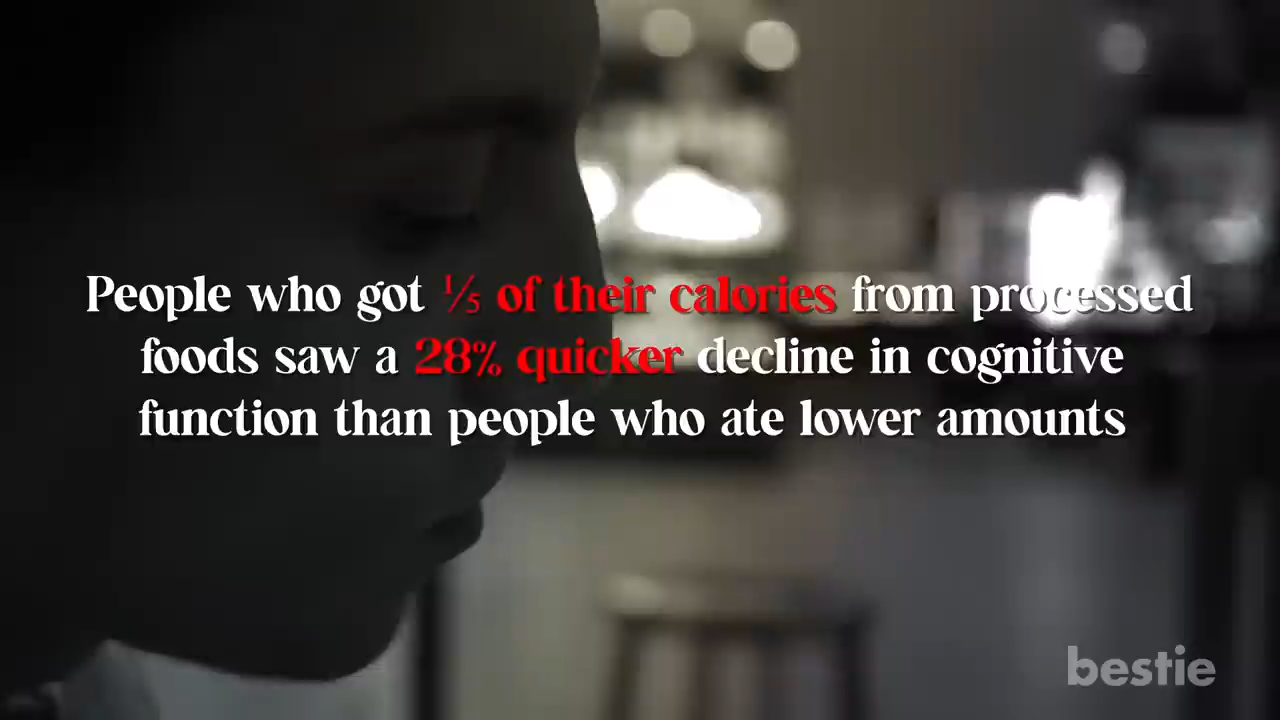 People who got ⅕ of their calories from processed
foods saw a 28% quicker decline in cognitive
function than people who ate lower amounts
bestie